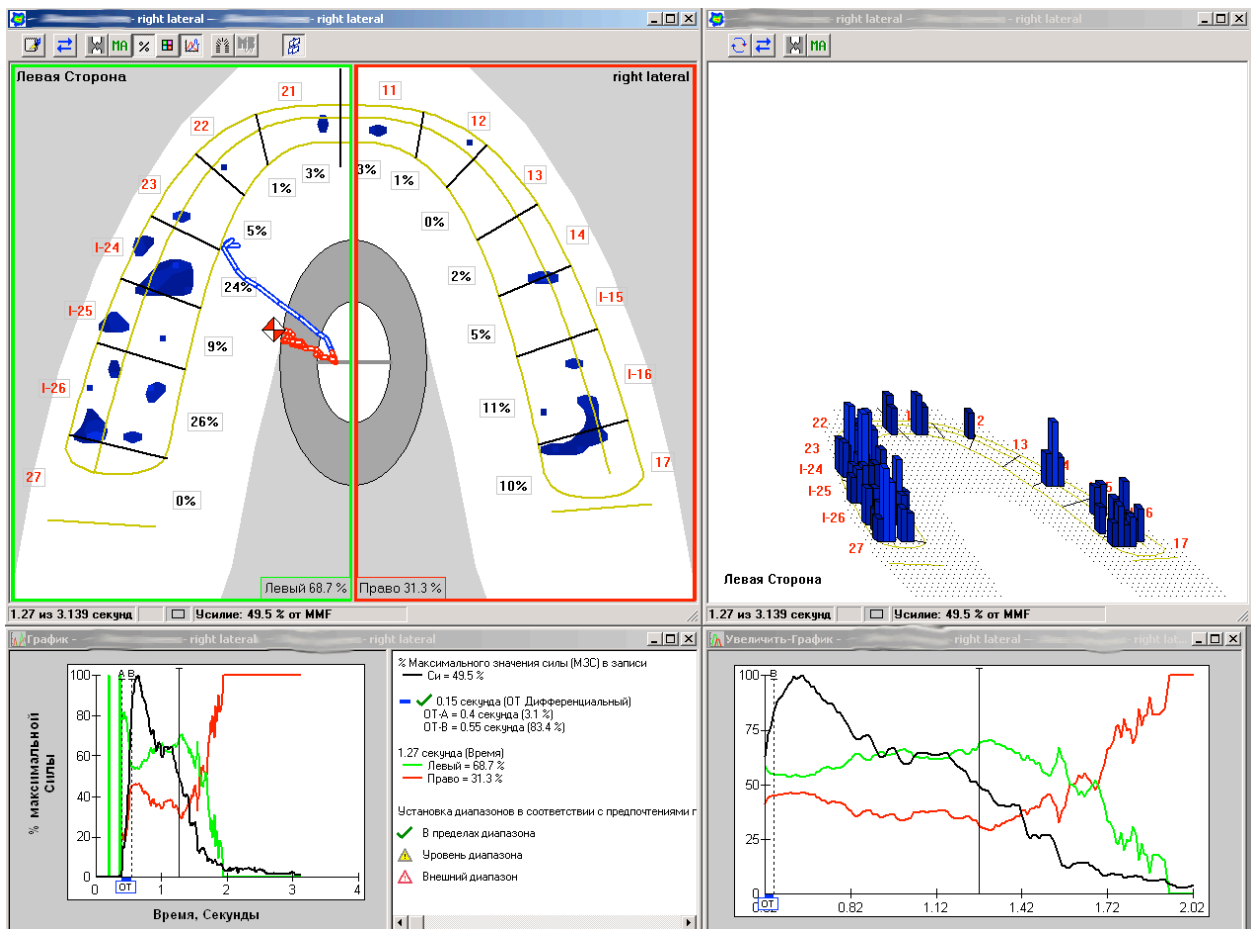 - right lateral —
- right lateral
MA
%
Левая Сторона
right lateral
21
11
22
12
23
13
I-24
14
I-25
I-15
I-26
I-16
27
17
3%
3%
1%
1%
5%
0%
24%
2%
9%
5%
26%
11%
0%
10%
Левый 68.7 %
Право 31.3 %
1.27 из 3.139 секунд
Усилие: 49.5 % от MMF
- right lateral —
- right lateral
MA
22
1
2
23
13
I-24
I-25
I-26
27
17
Левая Сторона
1.27 из 3.139 секунд
Усилие: 49.5 % от MMF
График -
- right lateral
- right lateral
% максимальной
Силы
100
80
60
40
20
0
A
B
T
0
1
2
3
4
ОТ
Время, Секунды
% Максимального значения силы (МЗС) в записи
Си = 49.5 %
0.15 секунда (ОТ Дифференциальный)
ОТ-А = 0.4 секунда (3.1 %)
ОТ-В = 0.55 секунда (83.4 %)
1.27 секунда (Время)
Левый = 68.7 %
Право = 31.3 %
Установка диапазонов в соответствии с предпочтениями п
В пределах диапазона
Уровень диапазона
Внешний диапазон
Увеличить-График -
right lateral —
- right lat...
100
75
50
25
0
B
T
ОТ
0.82
1.12
1.42
1.72
2.02